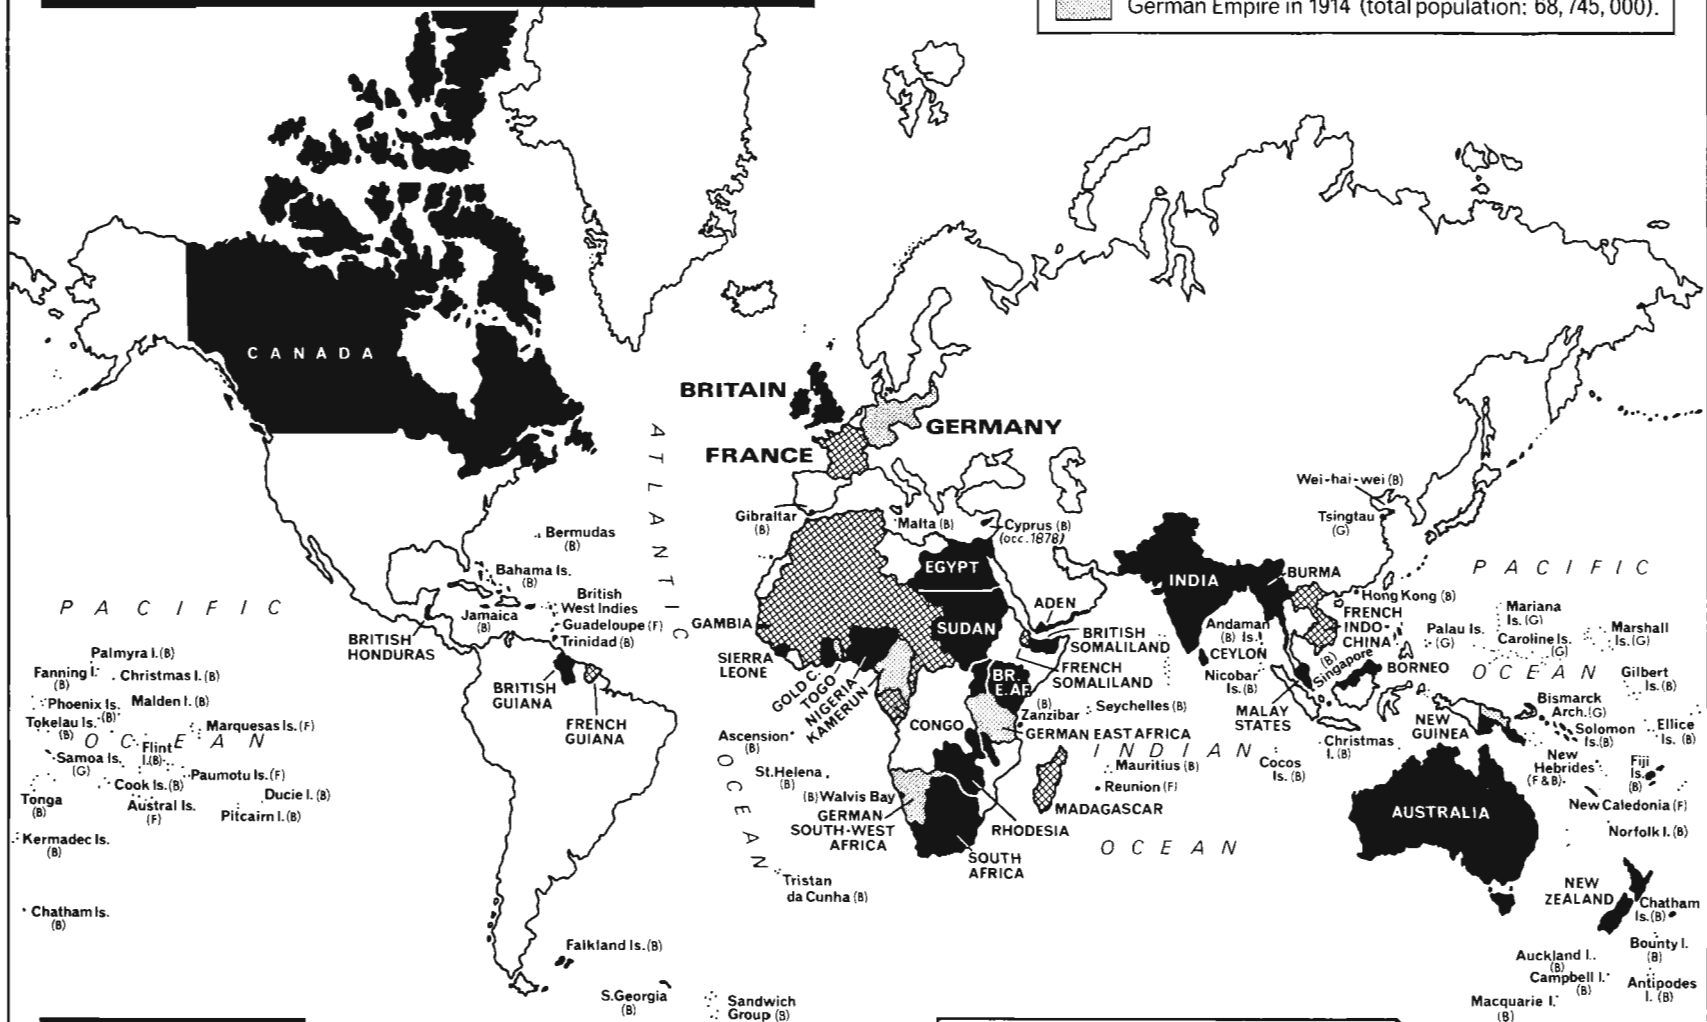 German Empire in 1914 (total population: 68,745,000).
CANADA
BRITAIN
GERMANY
FRANCE
ATLANTIC
OCEAN
Gibraltar
(B)
Malta (B)
Cyprus (B)
(occ.1878)
Wei-hai-wei (B)
Tsingtau
(G)
Bermudas
(B)
Bahama Is.
(B)
British
West Indies
Guadeloupe (F)
Trinidad (B)
Jamaica
(B)
BRITISH
HONDURAS
BRITISH
GUIANA
FRENCH
GUIANA
PACIFIC
OCEAN
Palmyra I. (B)
Fanning I.
(B)
Christmas I. (B)
Phoenix Is.
(B)
Malden I. (B)
Tokelau Is.
(B)
Marquesas Is. (F)
Flint
I.(B)
Samoa Is.
(G)
Cook Is. (B)
Paumotu Is. (F)
Tonga
(B)
Austral Is.
(F)
Ducie I. (B)
Pitcairn I. (B)
Kermadec Is.
(B)
Chatham Is.
(B)
Falkland Is. (B)
S.Georgia
(B)
Sandwich
Group (B)
EGYPT
SUDAN
GAMBIA
SIERRA
LEONE
GOLD C.
TOGO
NIGERIA
KAMERUN
CONGO
BR.
E.AF.
ADEN
BRITISH
SOMALILAND
FRENCH
SOMALILAND
(B)
Zanzibar
Seychelles (B)
GERMAN EAST AFRICA
Ascension
(B)
St.Helena
(B)
(B) Walvis Bay
GERMAN
SOUTH-WEST
AFRICA
RHODESIA
SOUTH
AFRICA
Tristan
da Cunha (B)
MADAGASCAR
Mauritius (B)
Reunion (F)
INDIAN
OCEAN
INDIA
BURMA
Hong Kong (B)
FRENCH
INDO-
CHINA
Andaman
(B) Is.
CEYLON
Nicobar
Is. (B)
(B)
Singapore
BORNEO
MALAY
STATES
Cocos
Is. (B)
Christmas
I. (B)
PACIFIC
OCEAN
Mariana
Is. (G)
Palau Is.
(G)
Caroline Is.
(G)
Marshall
Is. (G)
Gilbert
Is. (B)
Bismarck
Arch. (G)
NEW
GUINEA
Solomon
Is. (B)
Ellice
Is. (B)
New
Hebrides
(F & B)
Fiji
Is.
(B)
New Caledonia (F)
Norfolk I. (B)
AUSTRALIA
NEW
ZEALAND
Chatham
Is. (B)
Bounty I.
(B)
Auckland I.
(B)
Campbell I.
(B)
Antipodes
I. (B)
Macquarie I.
(B)